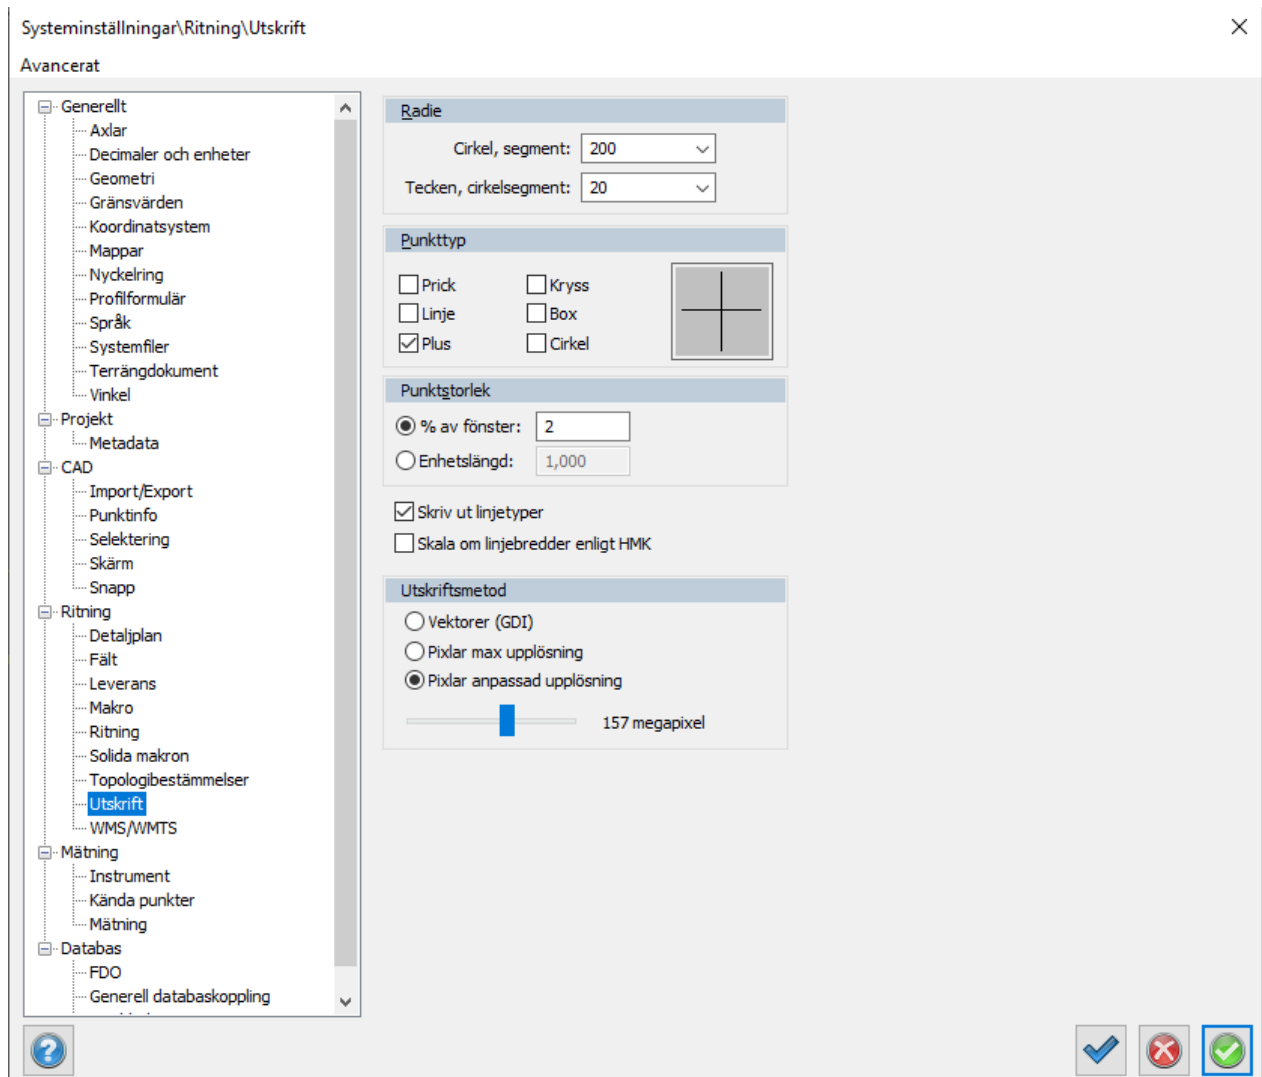 Systeminställningar\Ritning\Utskrift
Avancerat
Generellt
Axlar
Decimaler och enheter
Geometri
Gränsvärden
Koordinatsystem
Mappar
Nyckelring
Profilformulär
Språk
Systemfiler
Terrängdokument
Vinkel
Projekt
Metadata
CAD
Import/Export
Punktinfo
Selektering
Skärm
Snapp
Ritning
Detaljplan
Fält
Leverans
Makro
Ritning
Solida makron
Topologibestämmelser
Utskrift
WMS/WMTS
Mätning
Instrument
Kända punkter
Mätning
Databas
FDO
Generell databaskoppling
Radie
Cirkel, segment: 200
Tecken, cirkelsegment: 20
Punkttyp
Prick Kryss
Linje Box
Plus Cirkel
Punktstorlek
% av fönster: 2
Enhetslängd: 1,000
Skriv ut linjetyper
Skala om linjebredder enligt HMK
Utskriftsmetod
Vektorer (GDI)
Pixlar max upplösning
Pixlar anpassad upplösning
157 megapixel